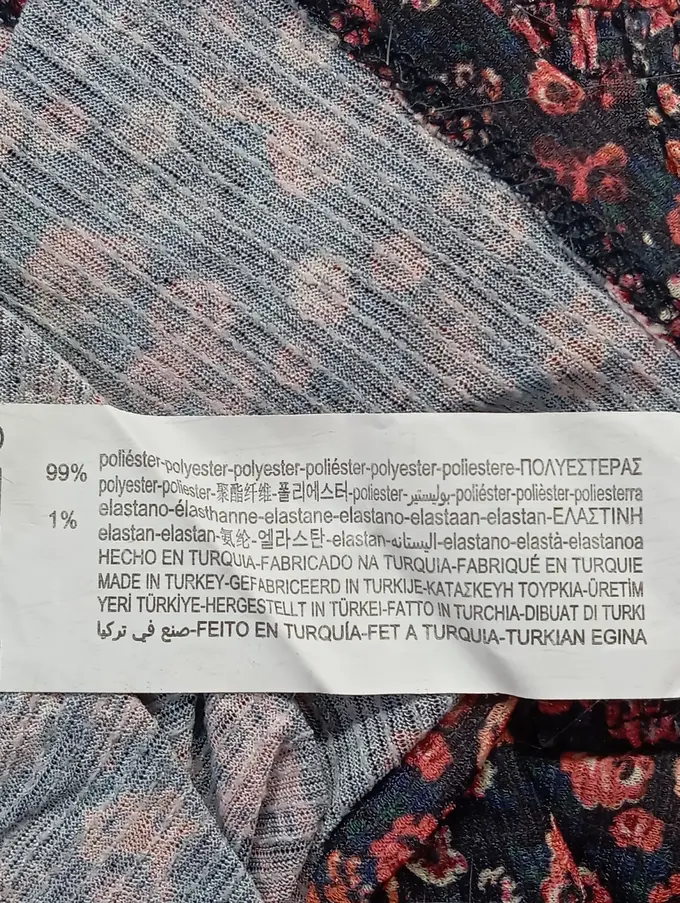 99% poliéster-polyester-polyester-poliéster-polyester-poliestere-ΠΟΛΥΕΣΤΕΡΑΣ
polyester-poliester-聚酯纤维-폴리에스터-poliester-بوليستير-poliéster-polièster-poliesterra
1% elastano-élasthanne-elastane-elastano-elastaan-elastan-ΕΛΑΣΤΙΝΗ
elastan-elastan-氨纶-엘라스탄-elastan-اليستانه-elastano-elastà-elastanoa
HECHO EN TURQUIA-FABRICADO NA TURQUIA-FABRIQUÉ EN TURQUIE
MADE IN TURKEY-GEFABRICEERD IN TURKIJE-ΚΑΤΑΣΚΕΥΗ ΤΟΥΡΚΙΑ-ÜRETİM
YERİ TÜRKİYE-HERGESTELLT IN TÜRKEI-FATTO IN TURCHIA-DIBUAT DI TURKI
صنع في تركيا-FEITO EN TURQUÍA-FET A TURQUIA-TURKIAN EGINA